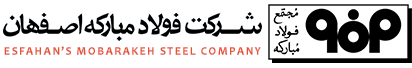 شرکت فولاد مبارکه اصفهان
ESFAHAN'S MOBARAKEH STEEL COMPANY
مجتمع
فولاد
مبارکه